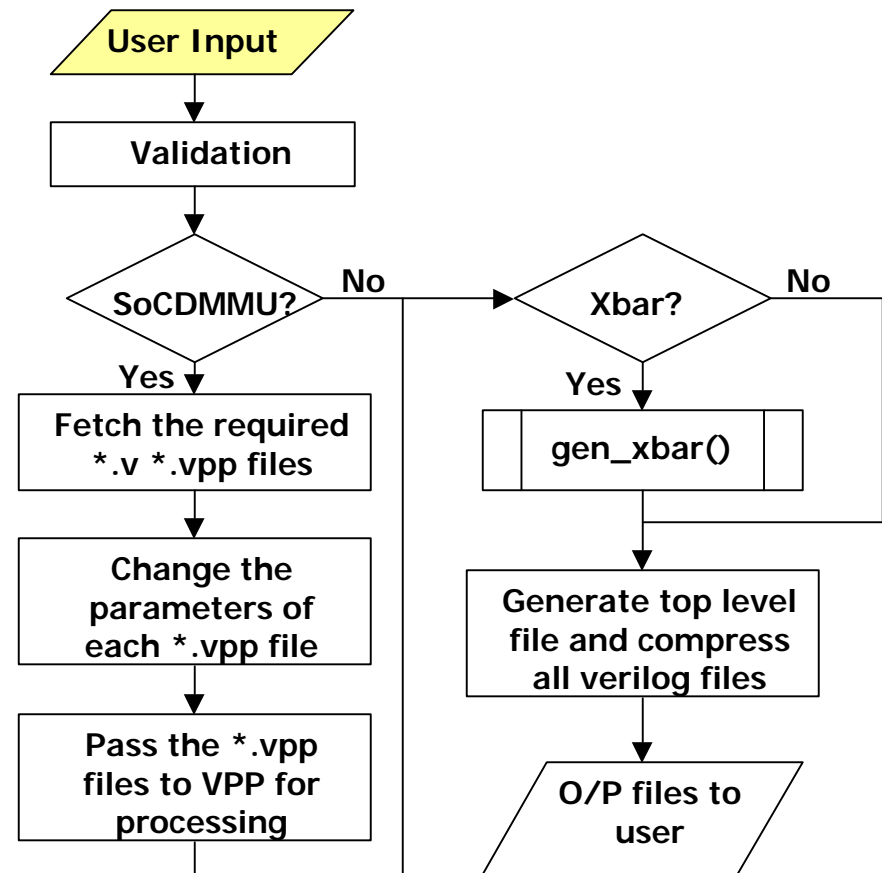 User Input
Validation
SoCDMMU?
No
Yes
Fetch the required
*.v *.vpp files
Change the
parameters of
each *.vpp file
Pass the *.vpp
files to VPP for
processing
Xbar?
No
Yes
gen_xbar()
Generate top level
file and compress
all verilog files
O/P files to
user